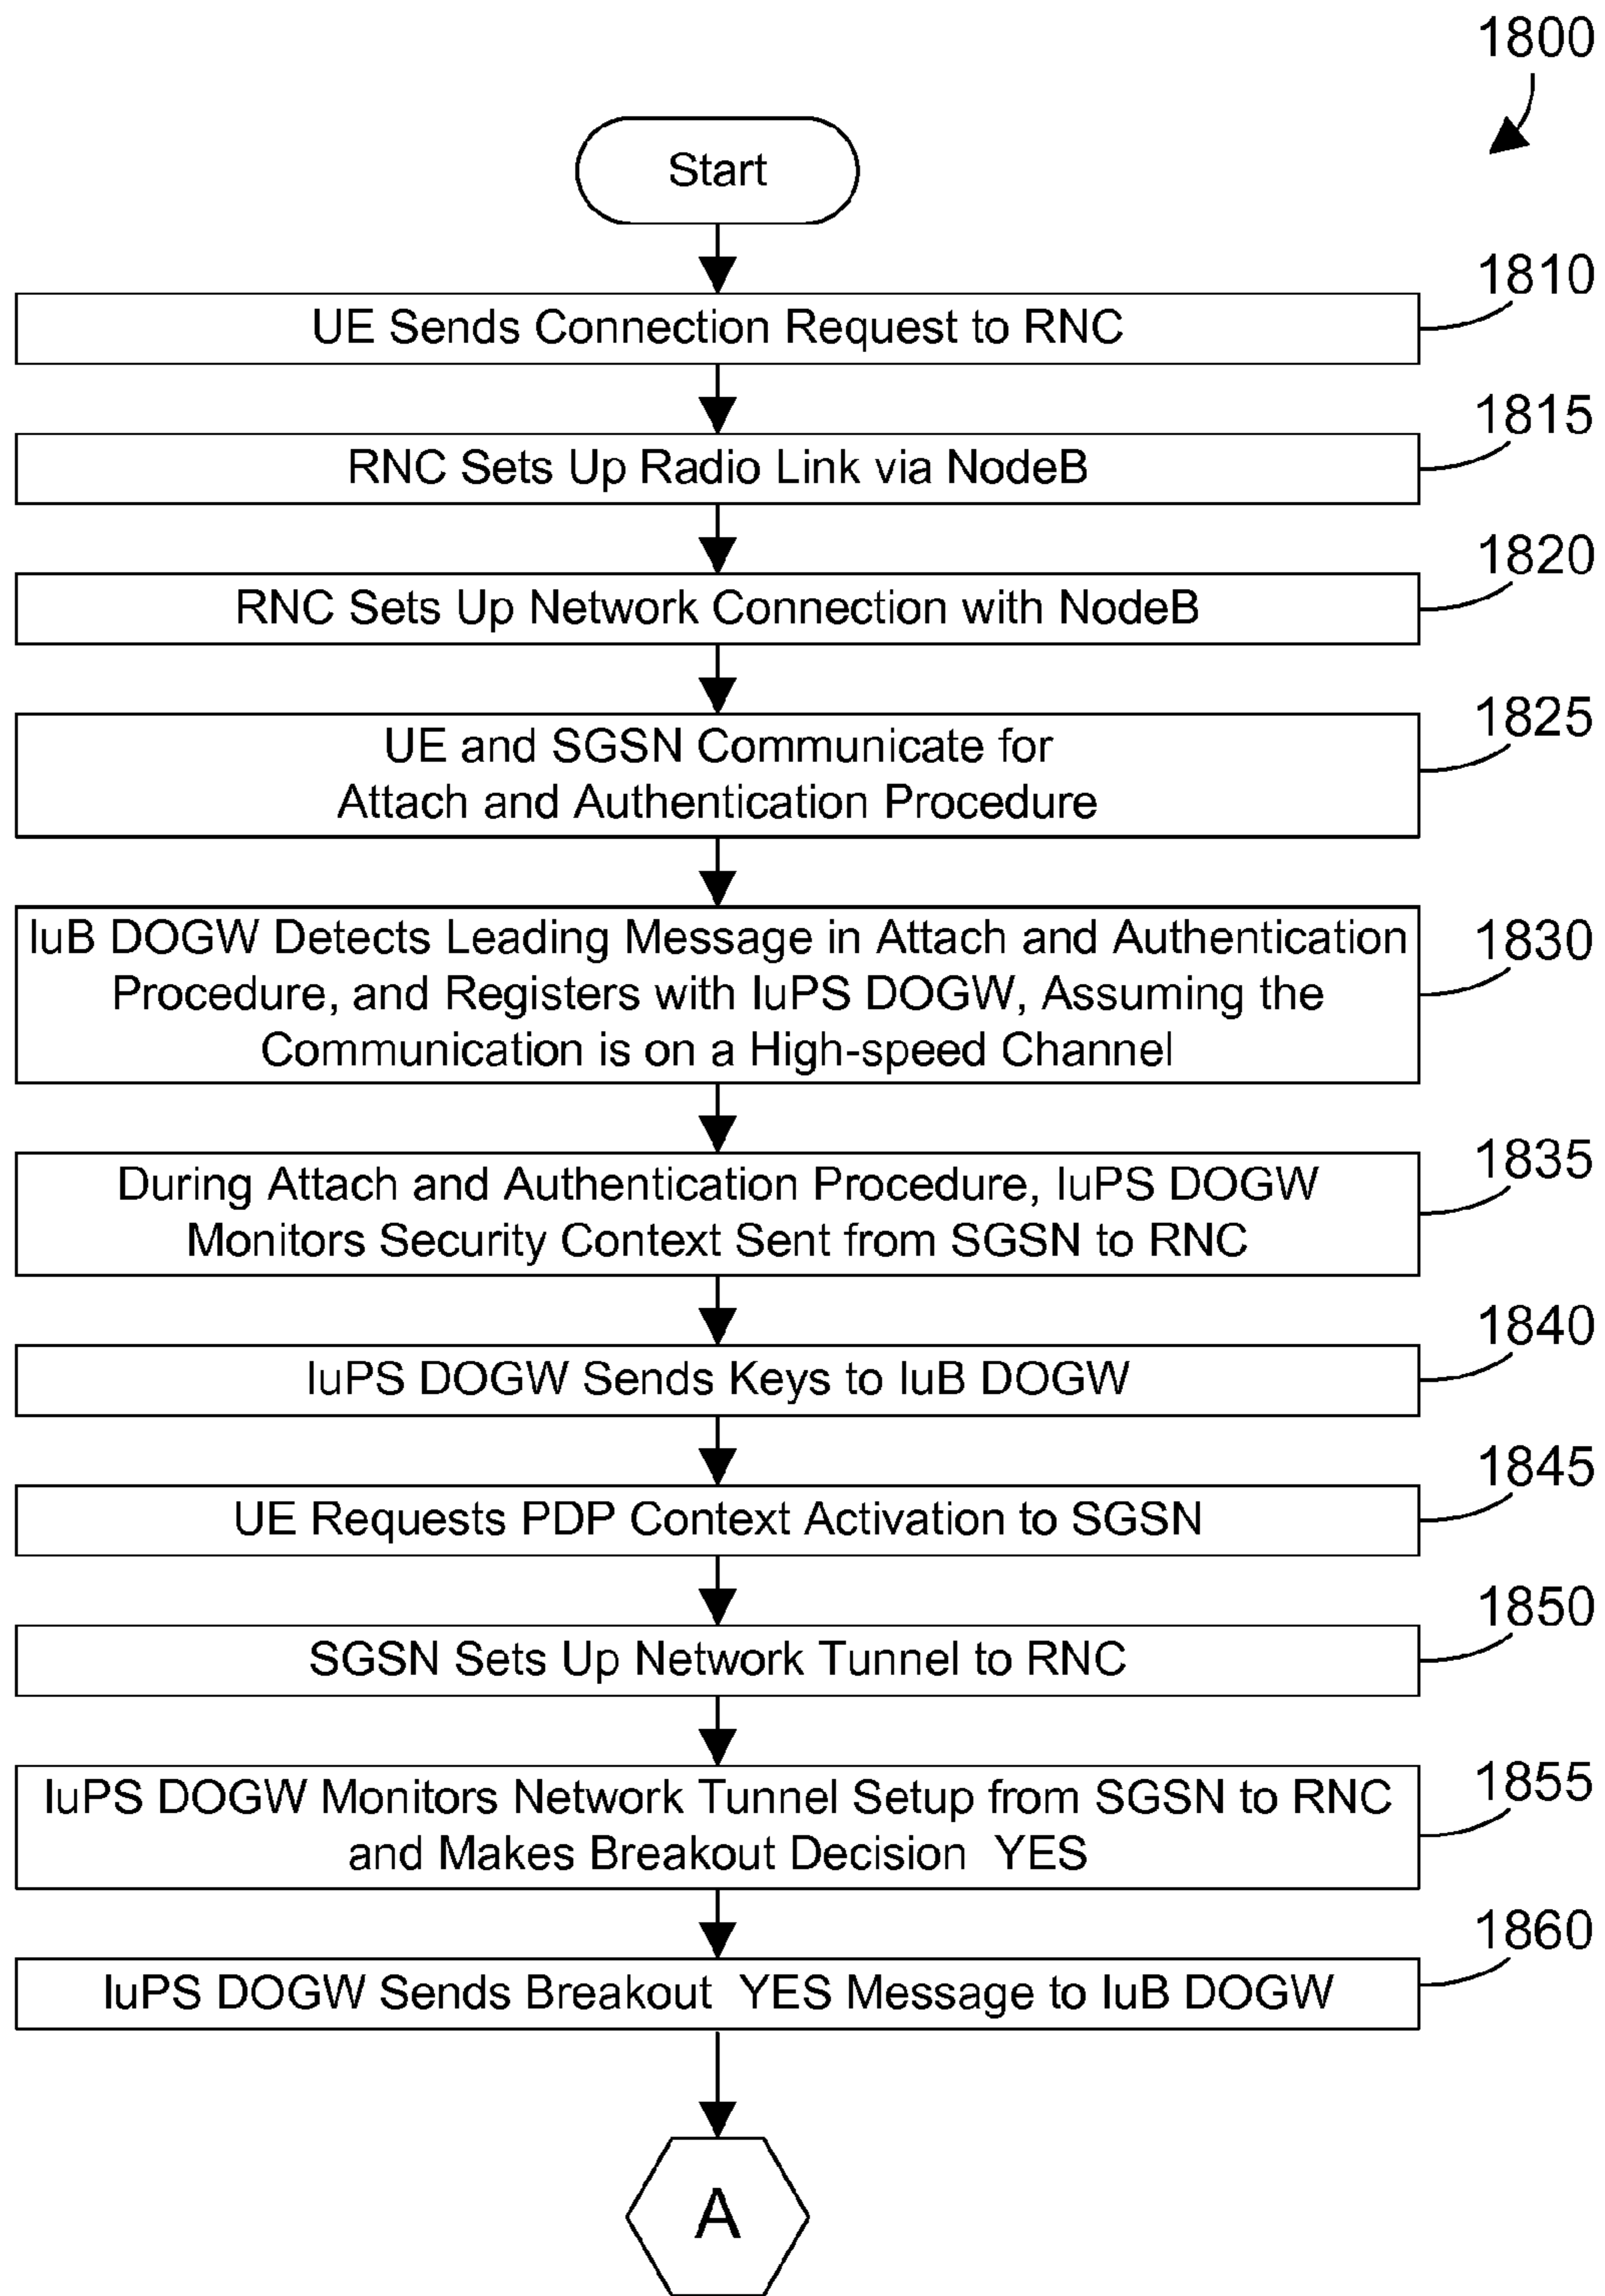 1800
Start
1810
UE Sends Connection Request to RNC
1815
RNC Sets Up Radio Link via NodeB
1820
RNC Sets Up Network Connection with NodeB
1825
UE and SGSN Communicate for
Attach and Authentication Procedure
1830
IuB DOGW Detects Leading Message in Attach and Authentication
Procedure, and Registers with IuPS DOGW, Assuming the
Communication is on a High-speed Channel
1835
During Attach and Authentication Procedure, IuPS DOGW
Monitors Security Context Sent from SGSN to RNC
1840
IuPS DOGW Sends Keys to IuB DOGW
1845
UE Requests PDP Context Activation to SGSN
1850
SGSN Sets Up Network Tunnel to RNC
1855
IuPS DOGW Monitors Network Tunnel Setup from SGSN to RNC
and Makes Breakout Decision YES
1860
IuPS DOGW Sends Breakout YES Message to IuB DOGW
A